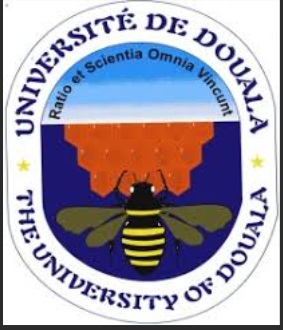 UNIVERSITÉ DE DOUALA
Ratio et Scientia Omnia Vincunt
THE UNIVERSITY OF DOUALA